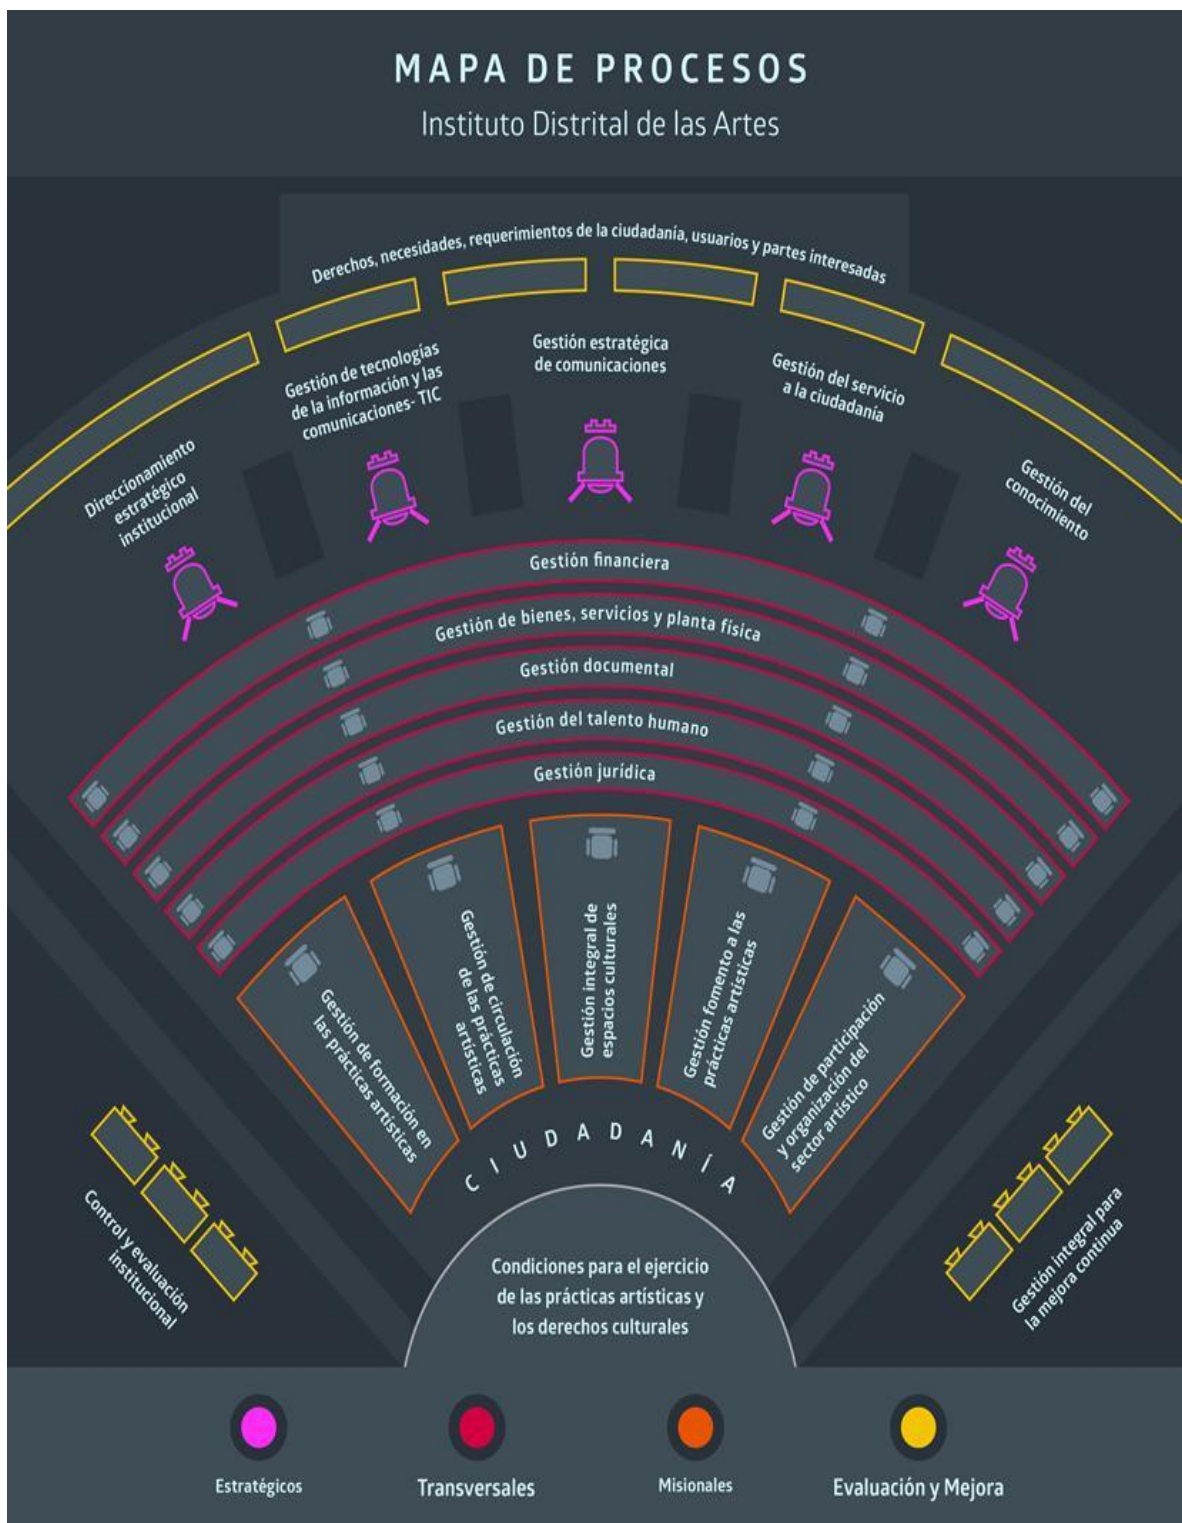 MAPA DE PROCESOS
Instituto Distrital de las Artes
Derechos, necesidades, requerimientos de la ciudadanía, usuarios y partes interesadas
Direccionamiento
estratégico
institucional
Gestión de tecnologías
de la información y las
comunicaciones- TIC
Gestión estratégica
de comunicaciones
Gestión del servicio
a la ciudadanía
Gestión del
conocimiento
Gestión financiera
Gestión de bienes, servicios y planta física
Gestión documental
Gestión del talento humano
Gestión jurídica
Gestión de formación en
las prácticas artísticas
Gestión de circulación
de las prácticas
artísticas
Gestión integral de
espacios culturales
Gestión fomento a las
prácticas artísticas
Gestión de participación
y organización del
sector artístico
CIUDADANÍA
Control y evaluación
institucional
Gestión integral para
la mejora continua
Condiciones para el ejercicio
de las prácticas artísticas y
los derechos culturales
Estratégicos
Transversales
Misionales
Evaluación y Mejora